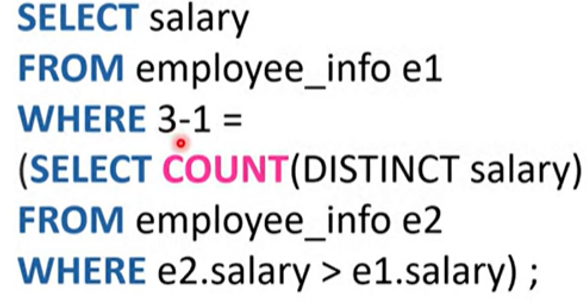 SELECT salary
FROM employee_info e1
WHERE 3-1 =
(SELECT COUNT(DISTINCT salary)
FROM employee_info e2
WHERE e2.salary > e1.salary) ;